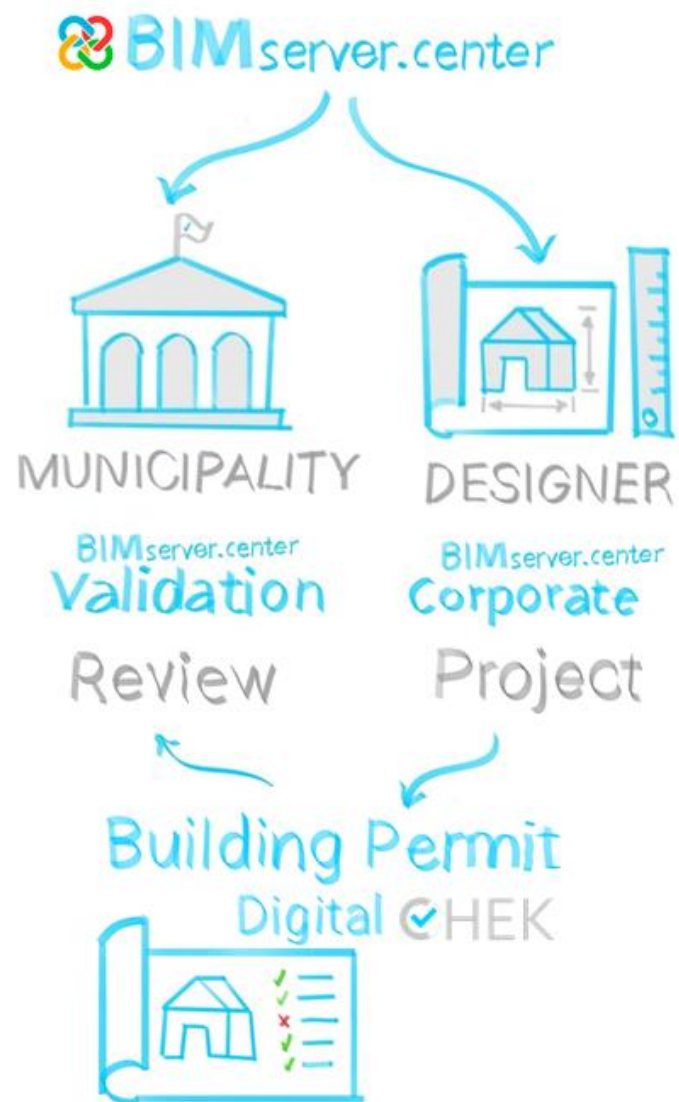 BIMserver.center
MUNICIPALITY
DESIGNER
BIMserver.center
Validation
Review
BIMserver.center
Corporate
Project
Building Permit
Digital CHEK